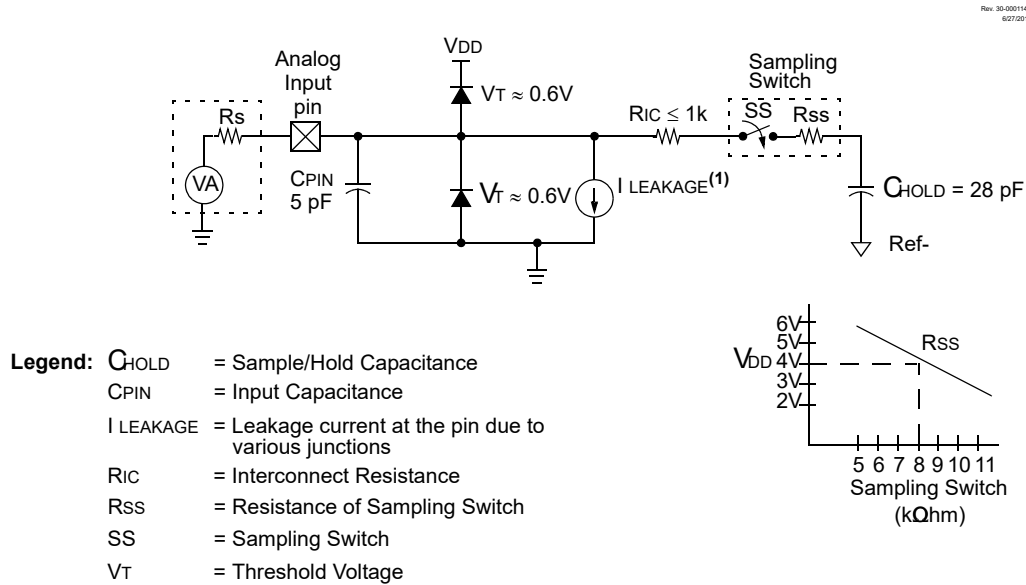 Rev. 30-000114
6/27/201
Analog
Input
pin
VDD
Sampling
Switch
VT ≈ 0.6V
Rs
RIC ≤ 1k
SS
Rss
VA
CPIN
5 pF
VT ≈ 0.6V
I LEAKAGE(1)
CHOLD = 28 pF
Ref-
6V
5V
VDD 4V
3V
2V
RSS
5 6 7 8 9 10 11
Sampling Switch
(kΩhm)
Legend: CHOLD = Sample/Hold Capacitance
CPIN = Input Capacitance
I LEAKAGE = Leakage current at the pin due to
various junctions
RIC = Interconnect Resistance
RSS = Resistance of Sampling Switch
SS = Sampling Switch
VT = Threshold Voltage